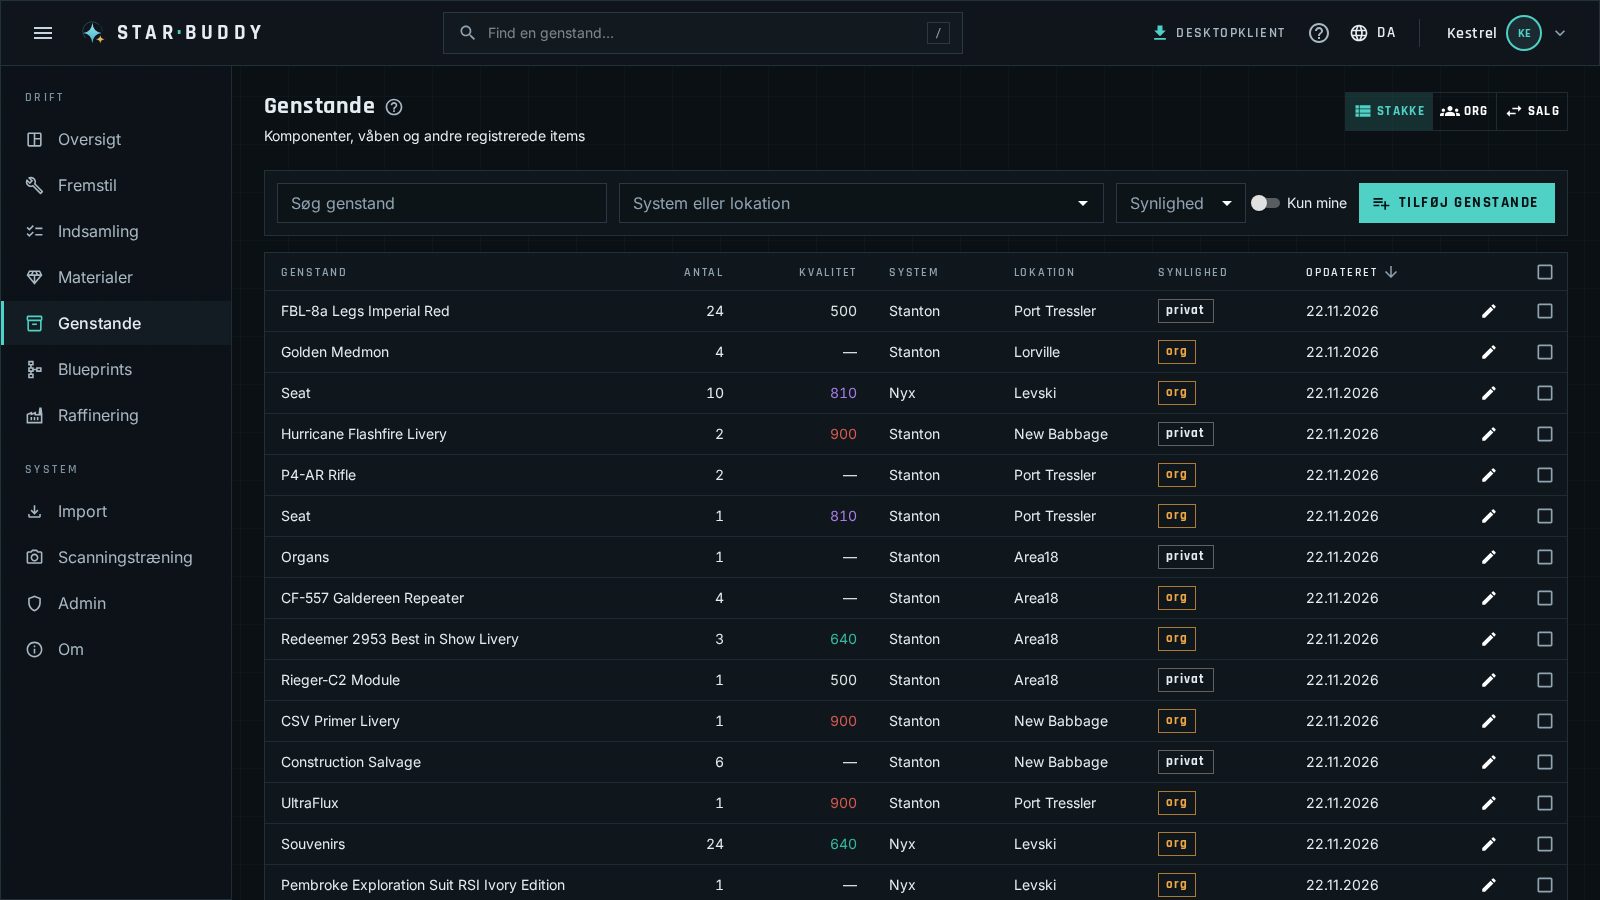 STAR·BUDDY
Find en genstand...
/
DESKTOPKLIENT
DA
Kestrel
KE
DRIFT
Oversigt
Fremstil
Indsamling
Materialer
Genstande
Blueprints
Raffinering
SYSTEM
Import
Scanningstræning
Admin
Om
Genstande
Komponenter, våben og andre registrerede items
STAKKE ORG SALG
Søg genstand System eller lokation Synlighed Kun mine TILFØJ GENSTANDE
GENSTAND ANTAL KVALITET SYSTEM LOKATION SYNLIGHED OPDATERET
FBL-8a Legs Imperial Red 24 500 Stanton Port Tressler privat 22.11.2026
Golden Medmon 4 — Stanton Lorville org 22.11.2026
Seat 10 810 Nyx Levski org 22.11.2026
Hurricane Flashfire Livery 2 900 Stanton New Babbage privat 22.11.2026
P4-AR Rifle 2 — Stanton Port Tressler org 22.11.2026
Seat 1 810 Stanton Port Tressler org 22.11.2026
Organs 1 — Stanton Area18 privat 22.11.2026
CF-557 Galdereen Repeater 4 — Stanton Area18 org 22.11.2026
Redeemer 2953 Best in Show Livery 3 640 Stanton Area18 org 22.11.2026
Rieger-C2 Module 1 500 Stanton Area18 privat 22.11.2026
CSV Primer Livery 1 900 Stanton New Babbage org 22.11.2026
Construction Salvage 6 — Stanton New Babbage privat 22.11.2026
UltraFlux 1 900 Stanton Port Tressler org 22.11.2026
Souvenirs 24 640 Nyx Levski org 22.11.2026
Pembroke Exploration Suit RSI Ivory Edition 1 — Nyx Levski org 22.11.2026